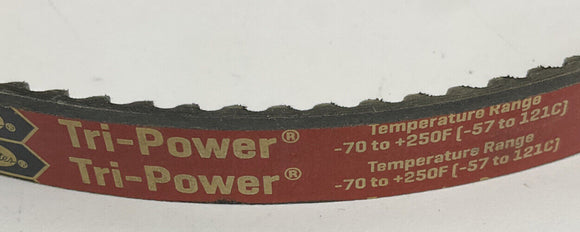 Tri-Power®
Temperature Range
-70 to +250F (-57 to 121C)
Tri-Power®
Temperature Range
-70 to +250F (-57 to 121C)